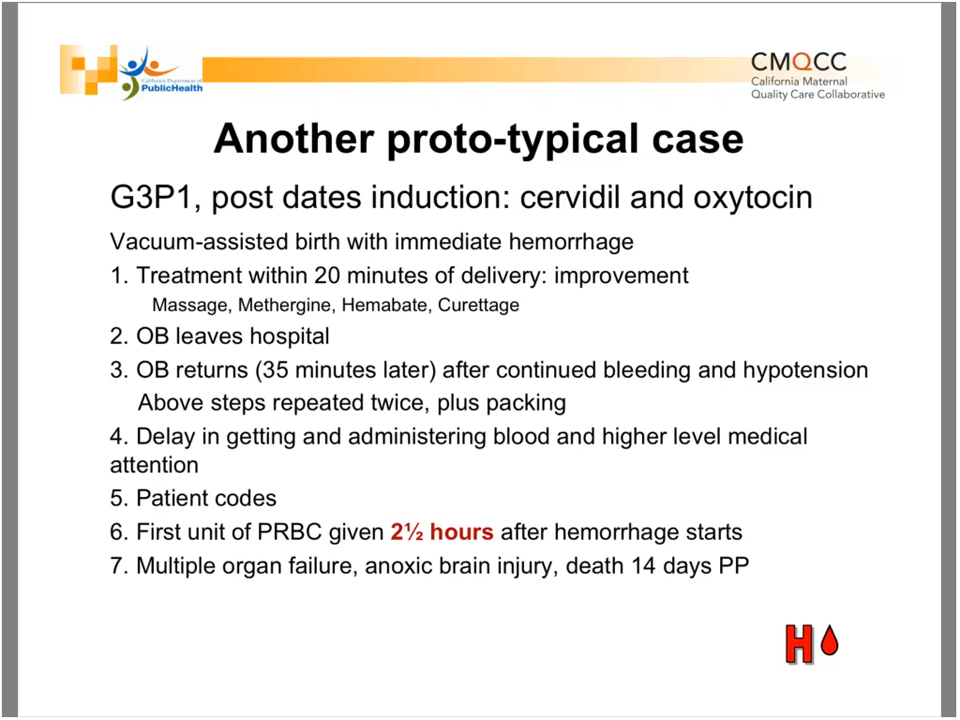 California Department of
PublicHealth
CMQCC
California Maternal
Quality Care Collaborative
Another proto-typical case
G3P1, post dates induction: cervidil and oxytocin
Vacuum-assisted birth with immediate hemorrhage
1. Treatment within 20 minutes of delivery: improvement
Massage, Methergine, Hemabate, Curettage
2. OB leaves hospital
3. OB returns (35 minutes later) after continued bleeding and hypotension
Above steps repeated twice, plus packing
4. Delay in getting and administering blood and higher level medical
attention
5. Patient codes
6. First unit of PRBC given 2½ hours after hemorrhage starts
7. Multiple organ failure, anoxic brain injury, death 14 days PP
H